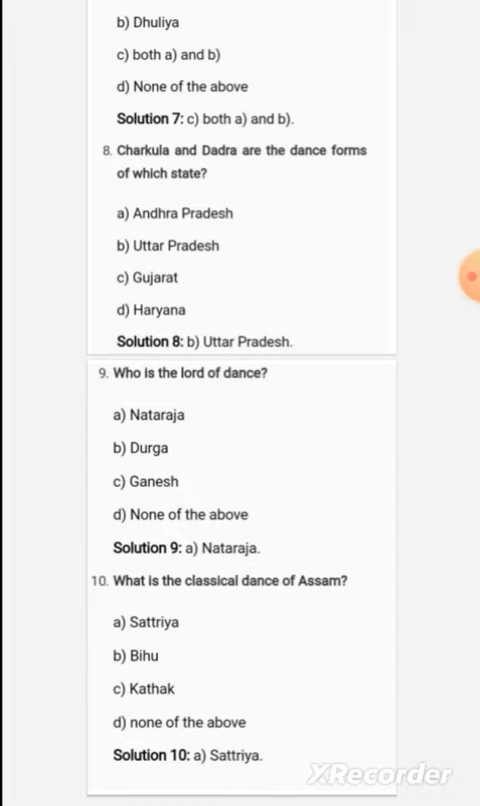 b) Dhuliya
c) both a) and b)
d) None of the above
Solution 7: c) both a) and b).
8. Charkula and Dadra are the dance forms
of which state?
a) Andhra Pradesh
b) Uttar Pradesh
c) Gujarat
d) Haryana
Solution 8: b) Uttar Pradesh.
9. Who is the lord of dance?
a) Nataraja
b) Durga
c) Ganesh
d) None of the above
Solution 9: a) Nataraja.
10. What is the classical dance of Assam?
a) Sattriya
b) Bihu
c) Kathak
d) none of the above
Solution 10: a) Sattriya.
XRecorder